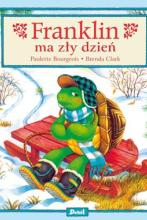 Franklin
ma zły dzień
Paulette Bourgeois • Brenda Clark
Debit